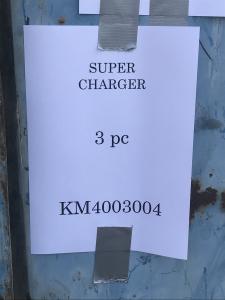 SUPER
CHARGER
3 pc
KM4003004